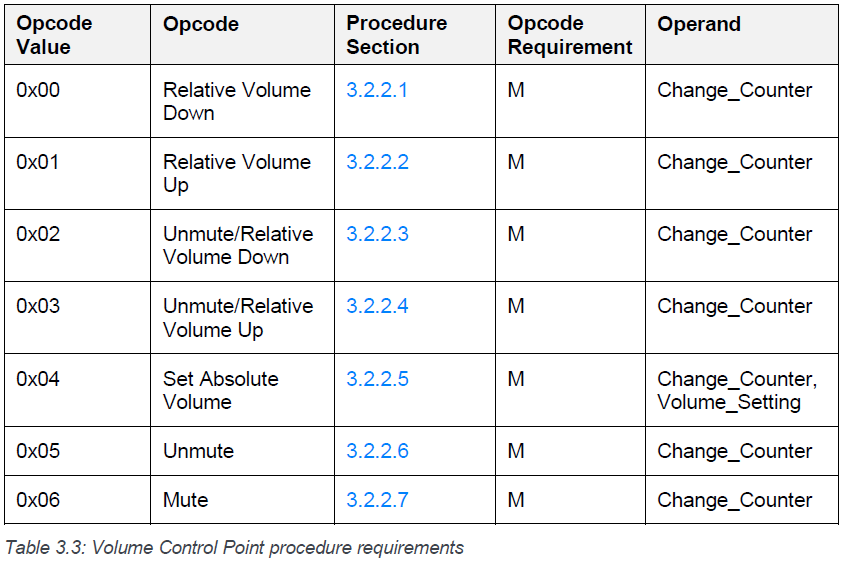 Opcode Value Opcode Procedure Section Opcode Requirement Operand
0x00 Relative Volume Down 3.2.2.1 M Change_Counter
0x01 Relative Volume Up 3.2.2.2 M Change_Counter
0x02 Unmute/Relative Volume Down 3.2.2.3 M Change_Counter
0x03 Unmute/Relative Volume Up 3.2.2.4 M Change_Counter
0x04 Set Absolute Volume 3.2.2.5 M Change_Counter, Volume_Setting
0x05 Unmute 3.2.2.6 M Change_Counter
0x06 Mute 3.2.2.7 M Change_Counter
Table 3.3: Volume Control Point procedure requirements